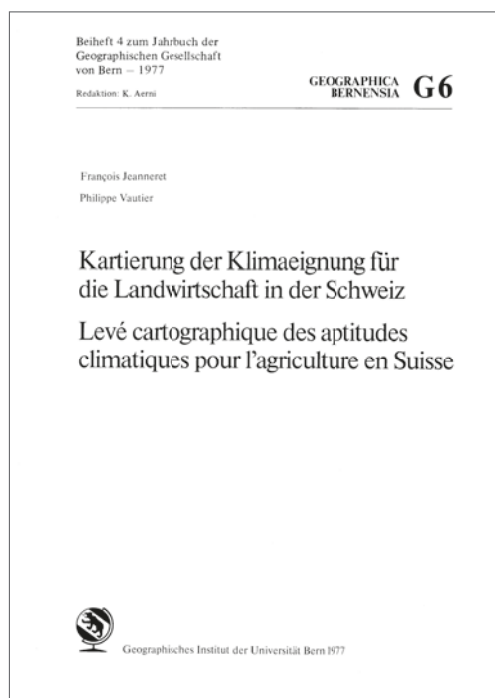 Beiheft 4 zum Jahrbuch der
Geographischen Gesellschaft
von Bern – 1977
Redaktion: K. Aerni
GEOGRAPHICA
BERNENSIA G6
François Jeanneret
Philippe Vautier
Kartierung der Klimaeignung für
die Landwirtschaft in der Schweiz
Levé cartographique des aptitudes
climatiques pour l'agriculture en Suisse
Geographisches Institut der Universität Bern 1977